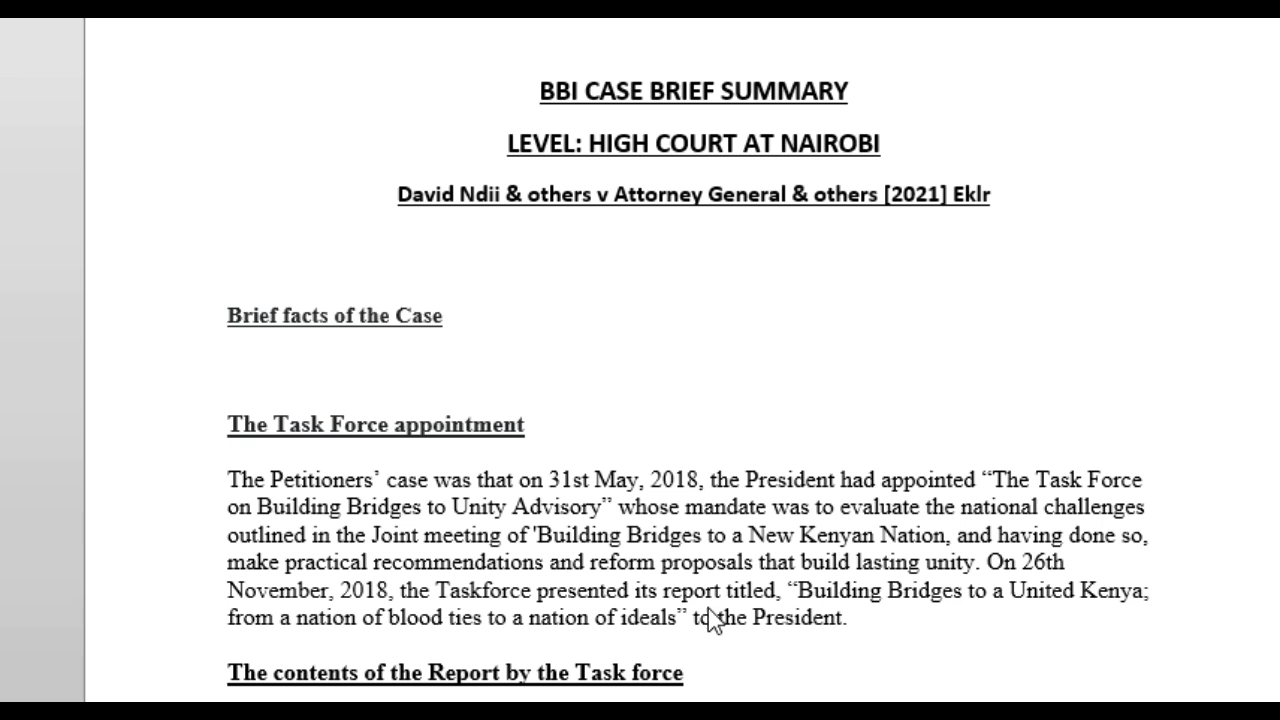 BBI CASE BRIEF SUMMARY
LEVEL: HIGH COURT AT NAIROBI
David Ndii & others v Attorney General & others [2021] Eklr
Brief facts of the Case
The Task Force appointment
The Petitioners’ case was that on 31st May, 2018, the President had appointed “The Task Force
on Building Bridges to Unity Advisory” whose mandate was to evaluate the national challenges
outlined in the Joint meeting of 'Building Bridges to a New Kenyan Nation, and having done so,
make practical recommendations and reform proposals that build lasting unity. On 26th
November, 2018, the Taskforce presented its report titled, “Building Bridges to a United Kenya;
from a nation of blood ties to a nation of ideals” to the President.
The contents of the Report by the Task force